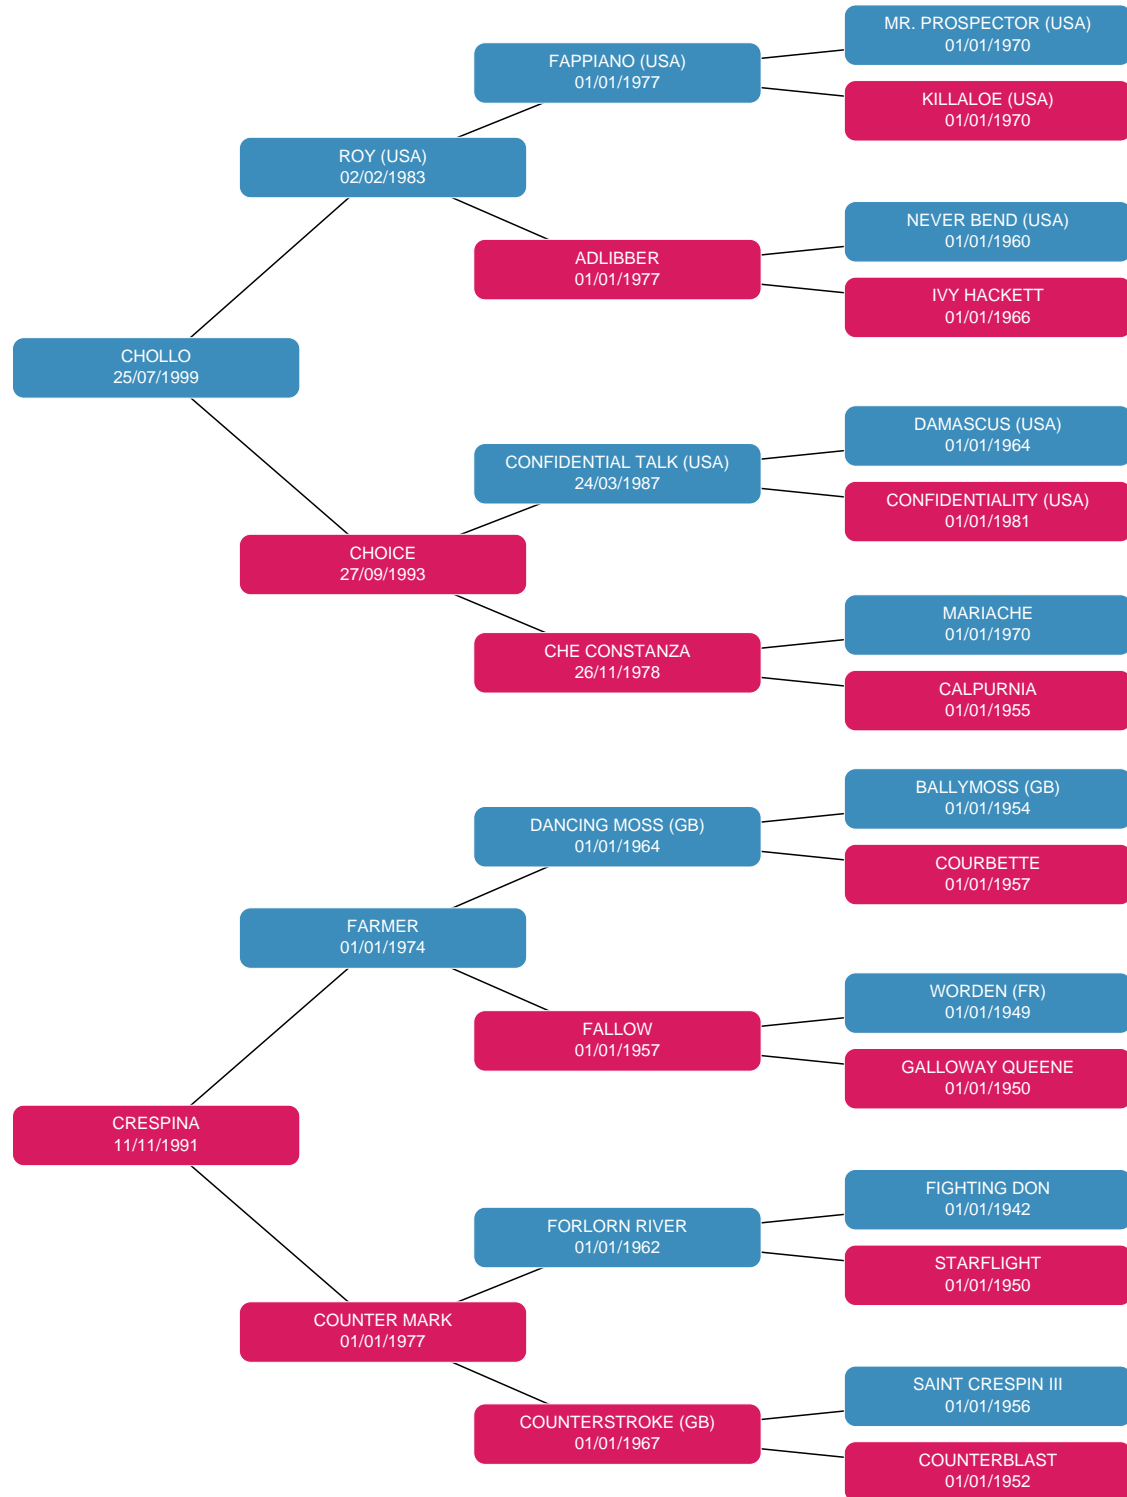 MR. PROSPECTOR (USA)
01/01/1970
FAPPIANO (USA)
01/01/1977
KILLALOE (USA)
01/01/1970
ROY (USA)
02/02/1983
NEVER BEND (USA)
01/01/1960
ADLIBBER
01/01/1977
IVY HACKETT
01/01/1966
CHOLLO
25/07/1999
DAMASCUS (USA)
01/01/1964
CONFIDENTIAL TALK (USA)
24/03/1987
CONFIDENTIALITY (USA)
01/01/1981
CHOICE
27/09/1993
MARIACHE
01/01/1970
CHE CONSTANZA
26/11/1978
CALPURNIA
01/01/1955
BALLYMOSS (GB)
01/01/1954
DANCING MOSS (GB)
01/01/1964
COURBETTE
01/01/1957
FARMER
01/01/1974
WORDEN (FR)
01/01/1949
FALLOW
01/01/1957
GALLOWAY QUEENE
01/01/1950
CRESPINA
11/11/1991
FIGHTING DON
01/01/1942
FORLORN RIVER
01/01/1962
STARFLIGHT
01/01/1950
COUNTER MARK
01/01/1977
SAINT CRESPIN III
01/01/1956
COUNTERSTROKE (GB)
01/01/1967
COUNTERBLAST
01/01/1952